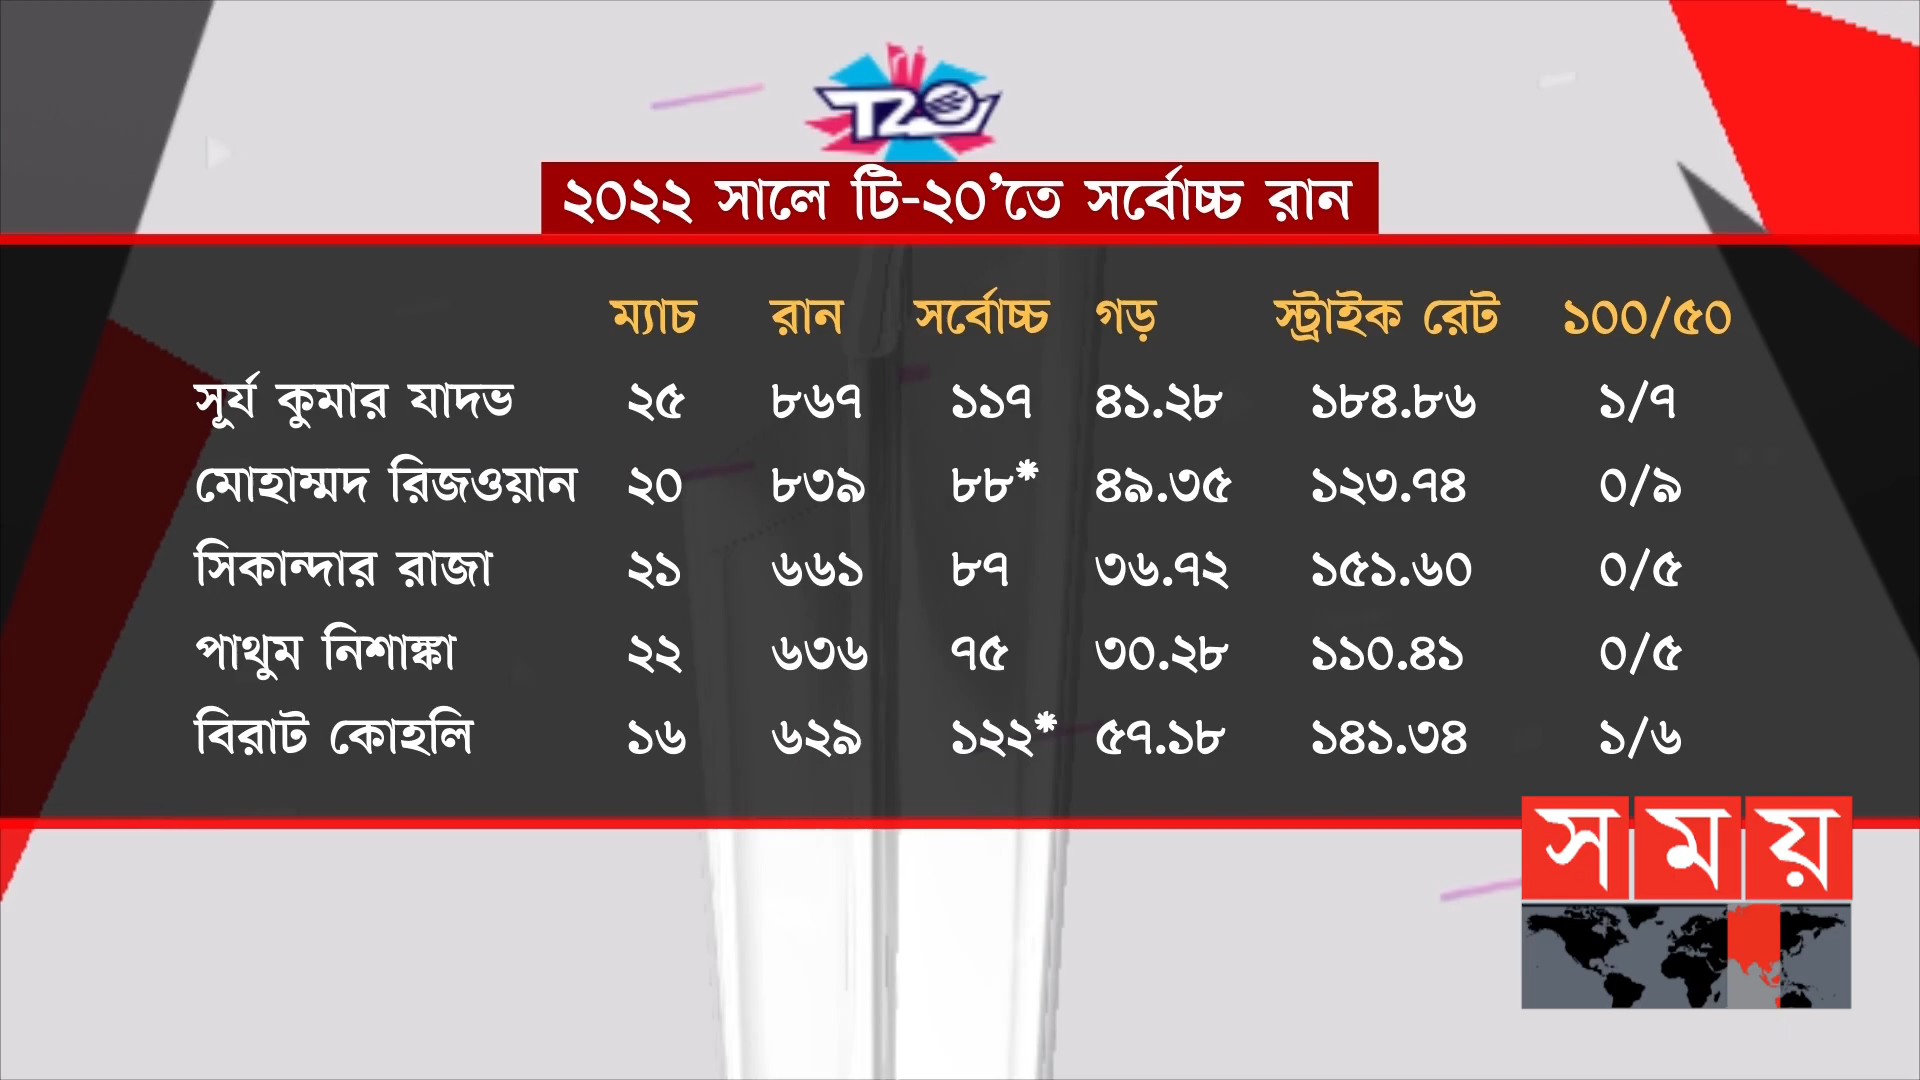 T20
২০২২ সালে টি-২০’তে সর্বোচ্চ রান
ম্যাচ রান সর্বোচ্চ গড় স্ট্রাইক রেট ১০০/৫০
সূর্য কুমার যাদভ ২৫ ৮৬৭ ১১৭ ৪১.২৮ ১৮৪.৮৬ ১/৭
মোহাম্মদ রিজওয়ান ২০ ৮৩৯ ৮৮* ৪৯.৩৫ ১২৩.৭৪ ০/৯
সিকান্দার রাজা ২১ ৬৬১ ৮৭ ৩৬.৭২ ১৫১.৬০ ০/৫
পাথুম নিশাঙ্কা ২২ ৬৩৬ ৭৫ ৩০.২৮ ১১০.৪১ ০/৫
বিরাট কোহলি ১৬ ৬২৯ ১২২* ৫৭.১৮ ১৪১.৩৪ ১/৬
সময়